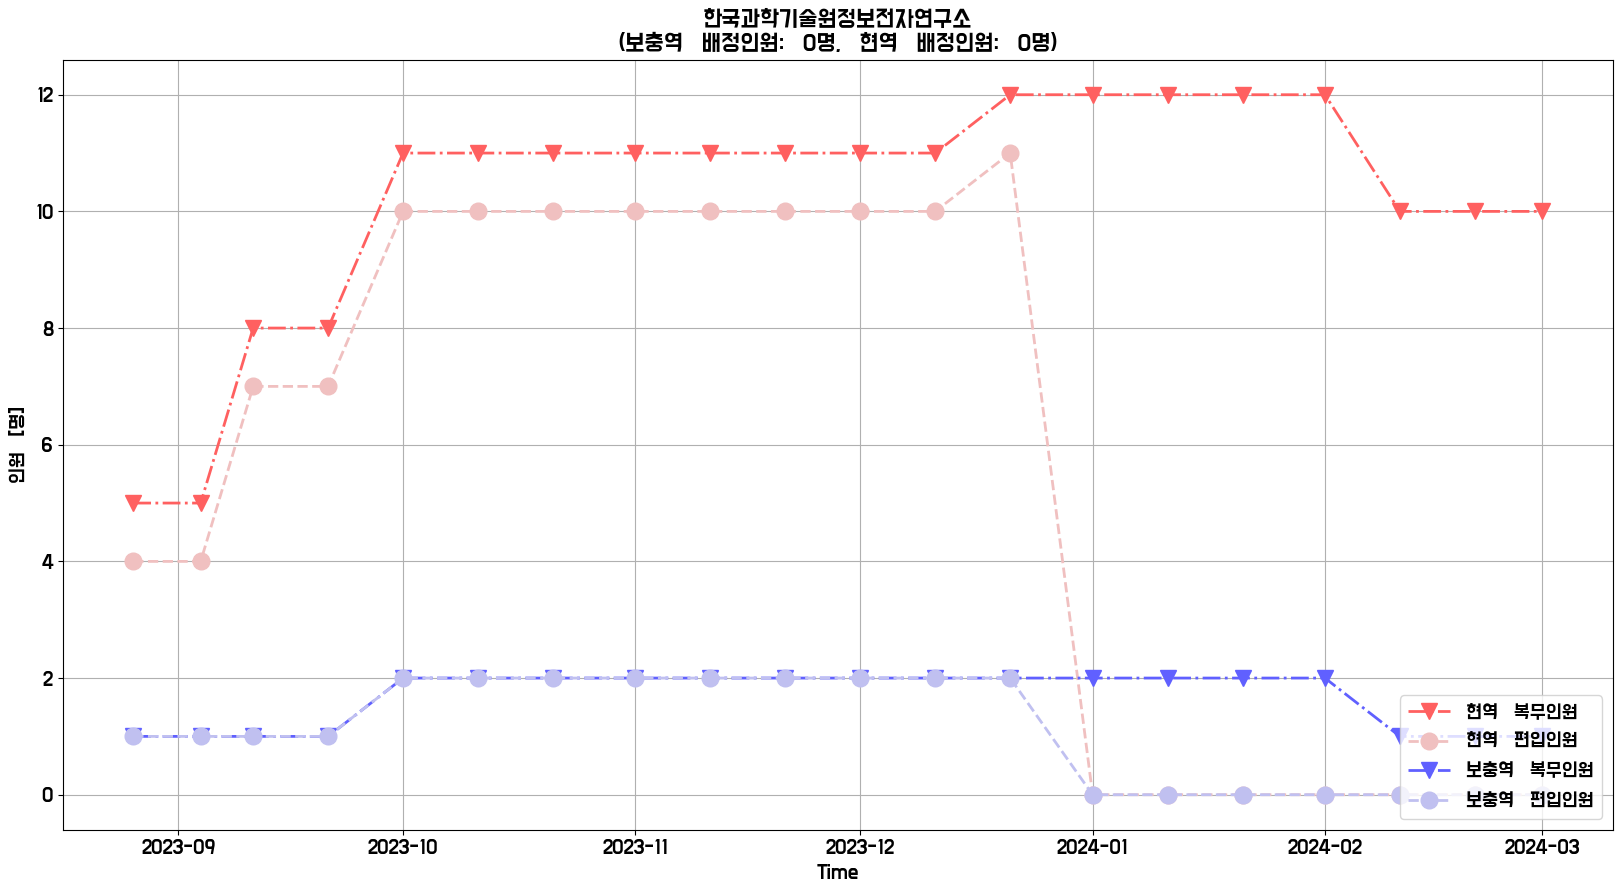 한국과학기술원정보전자연구소
(보충역 배정인원: 0명, 현역 배정인원: 0명)
인원 [명]
12
10
8
6
4
2
0
현역 복무인원
현역 편입인원
보충역 복무인원
보충역 편입인원
2023-09
2023-10
2023-11
2023-12
2024-01
2024-02
2024-03
Time